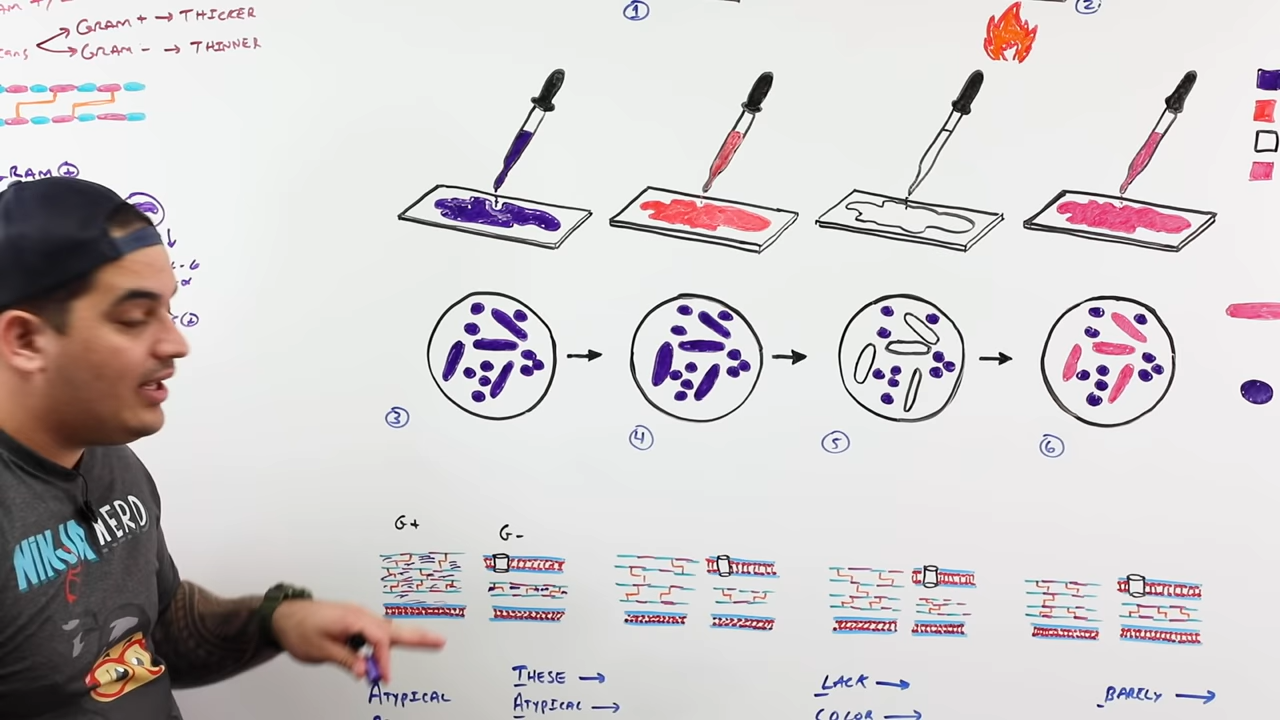 AM +/
GRAM + → THICKER
GRAM - → THINNER
① ②
GRAM ⊕
③ ④ ⑤ ⑥
NINJA NERD
G+
G-
ATYPICAL
THESE →
ATYPICAL →
LACK →
COLOR →
BARELY →